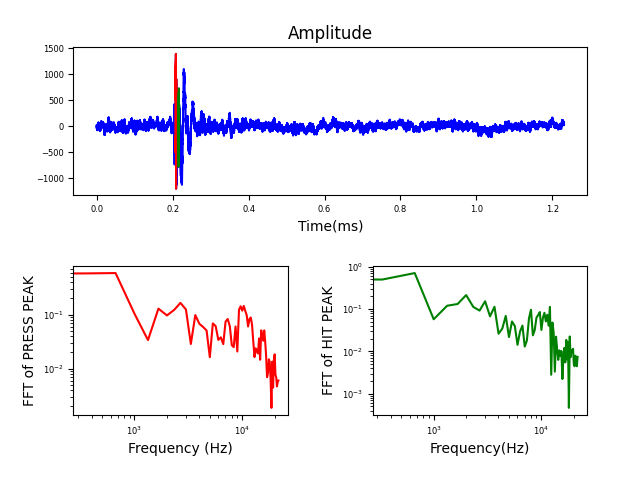 Amplitude
1500
1000
500
0
−500
−1000
0.0 0.2 0.4 0.6 0.8 1.0 1.2
Time(ms)
FFT of PRESS PEAK
10⁻¹
10⁻²
10³ 10⁴
Frequency (Hz)
FFT of HIT PEAK
10⁰
10⁻¹
10⁻²
10⁻³
10³ 10⁴
Frequency(Hz)